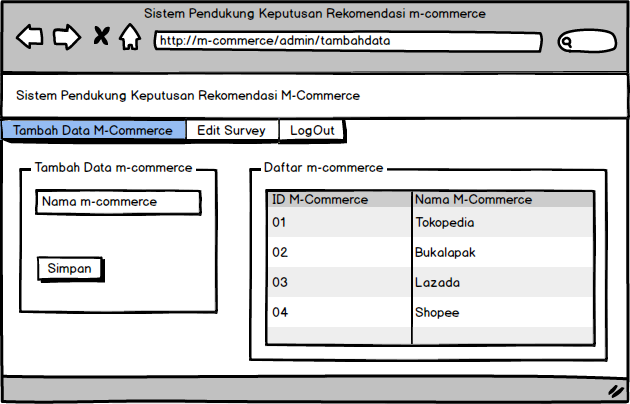 Sistem Pendukung Keputusan Rekomendasi m-commerce
http://m-commerce/admin/tambahdata
Sistem Pendukung Keputusan Rekomendasi M-Commerce
Tambah Data M-Commerce Edit Survey LogOut
Tambah Data m-commerce
Nama m-commerce
Simpan
Daftar m-commerce
ID M-Commerce Nama M-Commerce
01 Tokopedia
02 Bukalapak
03 Lazada
04 Shopee